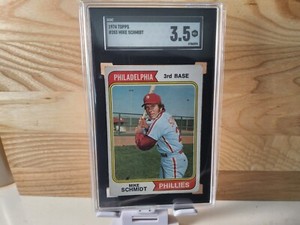 1974 TOPPS
#283 MIKE SCHMIDT
3.5
PHILADELPHIA 3rd BASE
MIKE
SCHMIDT PHILLIES